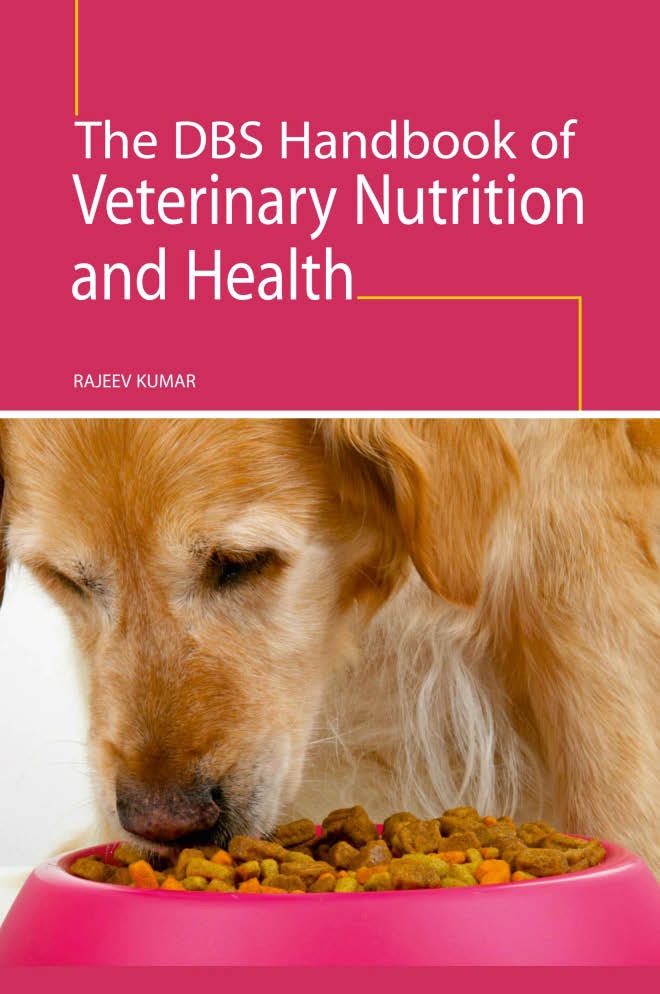 The DBS Handbook of
Veterinary Nutrition
and Health
RAJEEV KUMAR